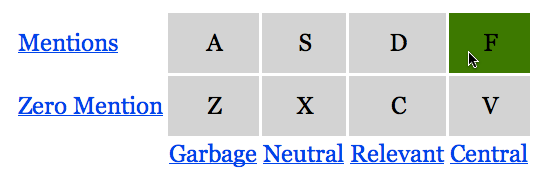 Mentions A S D F
Zero Mention Z X C V
Garbage Neutral Relevant Central